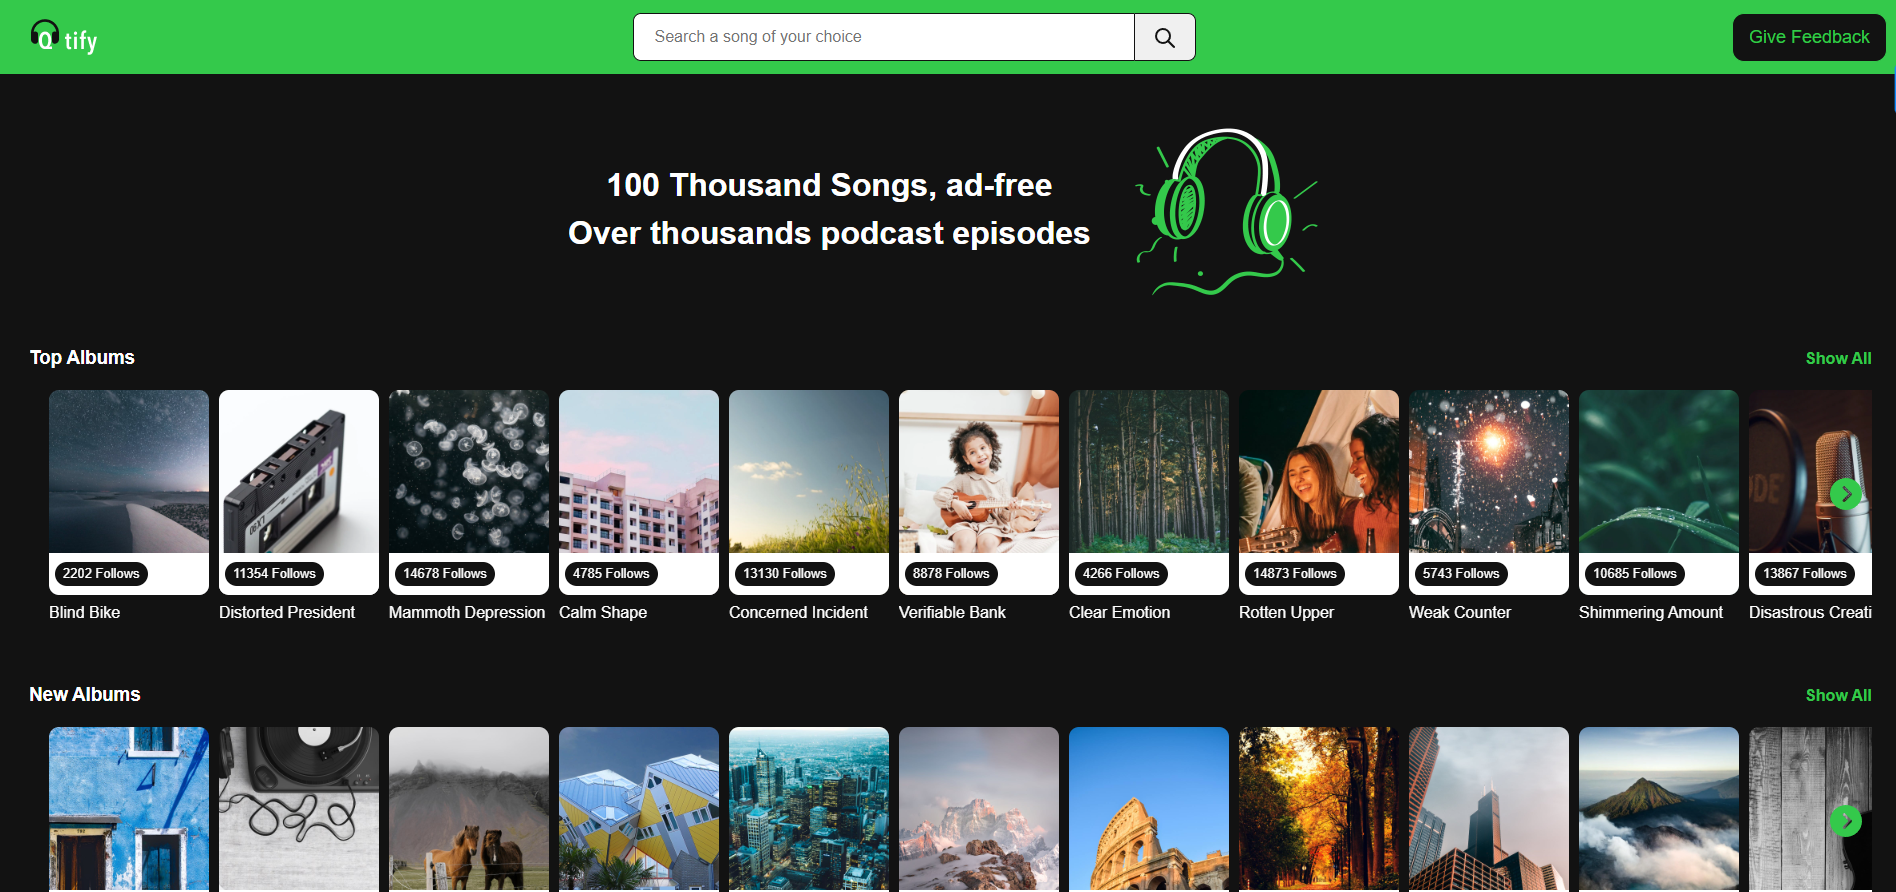 Qtify
Search a song of your choice
Give Feedback
100 Thousand Songs, ad-free
Over thousands podcast episodes
Top Albums
Show All
2202 Follows
11354 Follows
14678 Follows
4785 Follows
13130 Follows
8878 Follows
4266 Follows
14873 Follows
5743 Follows
10685 Follows
13867 Follows
Blind Bike
Distorted President
Mammoth Depression
Calm Shape
Concerned Incident
Verifiable Bank
Clear Emotion
Rotten Upper
Weak Counter
Shimmering Amount
Disastrous Creati
New Albums
Show All